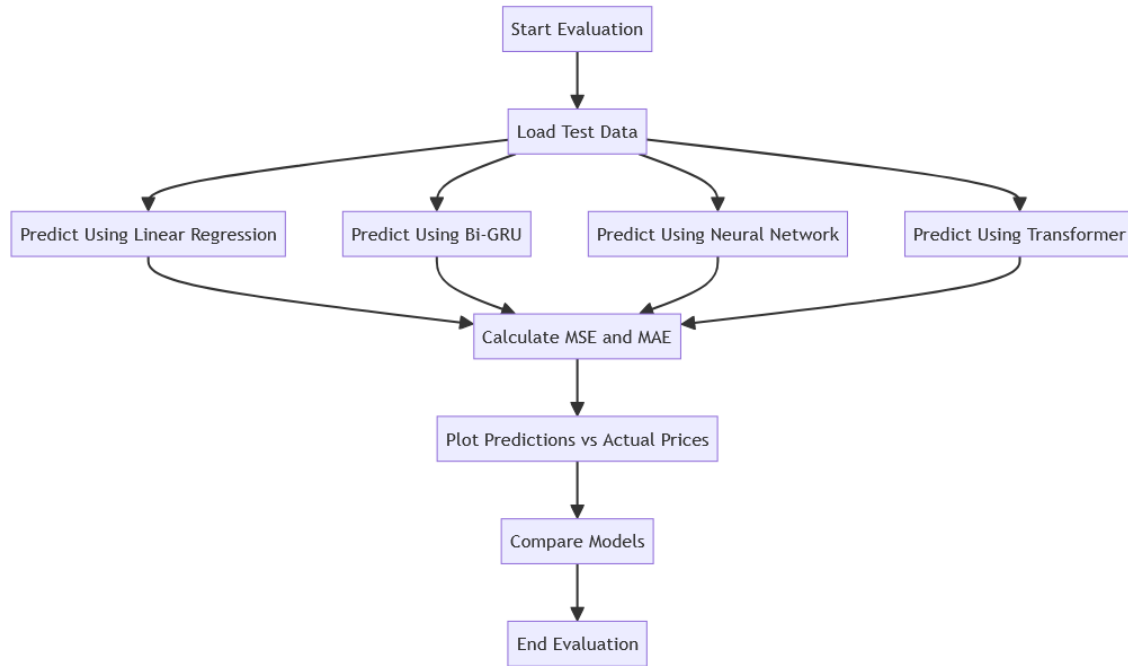 Start Evaluation
Load Test Data
Predict Using Linear Regression
Predict Using Bi-GRU
Predict Using Neural Network
Predict Using Transformer
Calculate MSE and MAE
Plot Predictions vs Actual Prices
Compare Models
End Evaluation